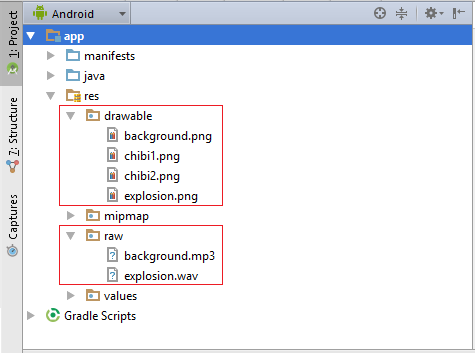 Android
1: Project
7: Structure
Captures
app
manifests
java
res
drawable
background.png
chibi1.png
chibi2.png
explosion.png
mipmap
raw
background.mp3
explosion.wav
values
Gradle Scripts